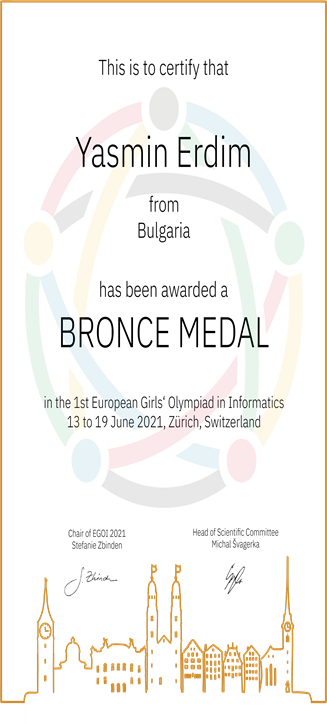 This is to certify that
Yasmin Erdim
from
Bulgaria
has been awarded a
BRONCE MEDAL
in the 1st European Girls‘ Olympiad in Informatics
13 to 19 June 2021, Zürich, Switzerland
Chair of EGOI 2021
Stefanie Zbinden
Head of Scientific Committee
Michal Švagerka
S. Zbinden